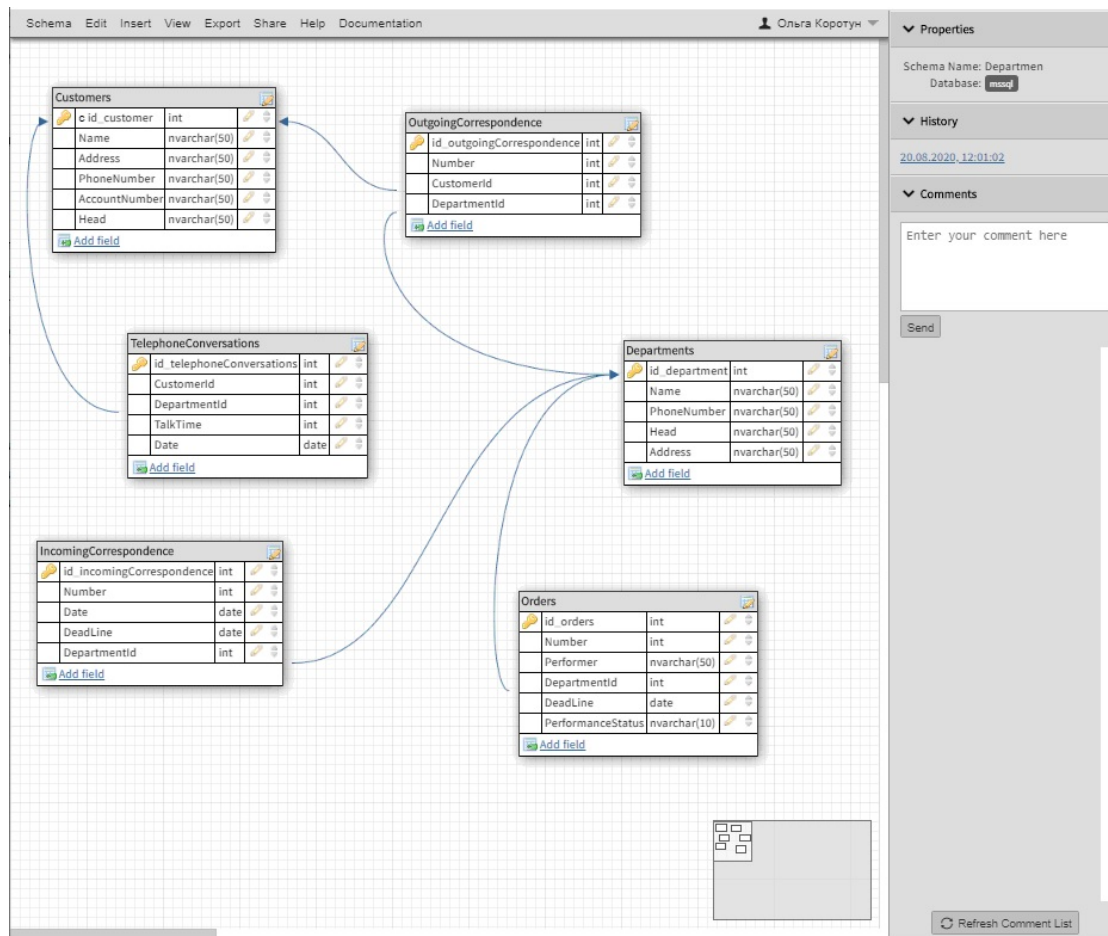 Schema Edit Insert View Export Share Help Documentation
Ольга Коротун
Customers
c id_customer int
Name nvarchar(50)
Address nvarchar(50)
PhoneNumber nvarchar(50)
AccountNumber nvarchar(50)
Head nvarchar(50)
Add field
OutgoingCorrespondence
id_outgoingCorrespondence int
Number int
CustomerId int
DepartmentId int
Add field
TelephoneConversations
id_telephoneConversations int
CustomerId int
DepartmentId int
TalkTime int
Date date
Add field
Departments
id_department int
Name nvarchar(50)
PhoneNumber nvarchar(50)
Head nvarchar(50)
Address nvarchar(50)
Add field
IncomingCorrespondence
id_incomingCorrespondence int
Number int
Date date
DeadLine date
DepartmentId int
Add field
Orders
id_orders int
Number int
Performer nvarchar(50)
DepartmentId int
DeadLine date
PerformanceStatus nvarchar(10)
Add field
Properties
Schema Name: Departmen
Database: mssql
History
20.08.2020, 12:01:02
Comments
Enter your comment here
Send
Refresh Comment List